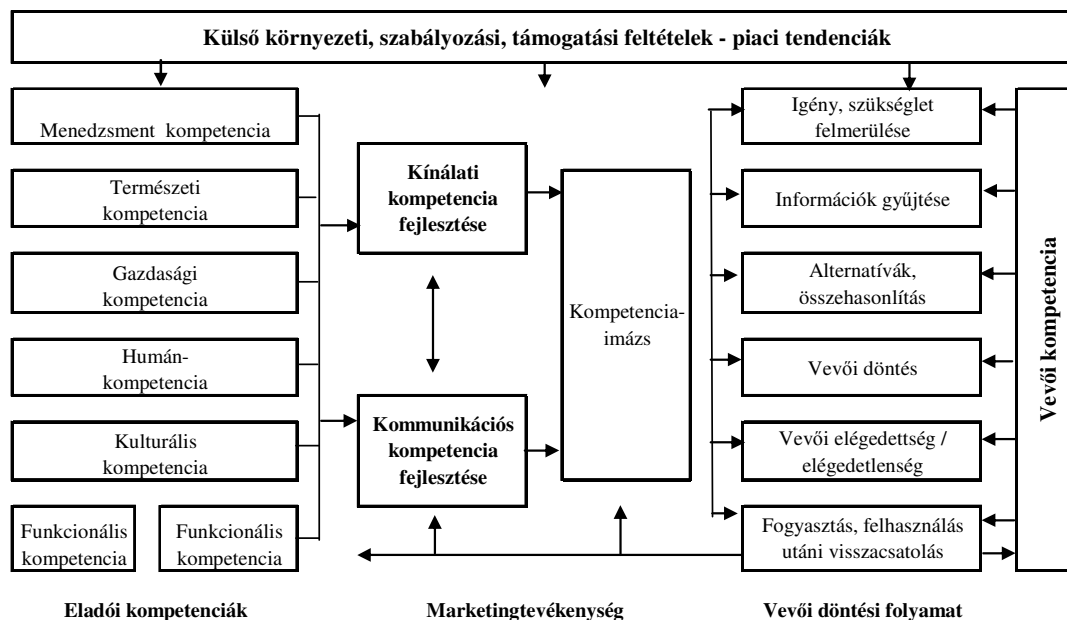 Külső környezeti, szabályozási, támogatási feltételek - piaci tendenciák
Menedzsment kompetencia
Természeti
kompetencia
Gazdasági
kompetencia
Humán-
kompetencia
Kulturális
kompetencia
Funkcionális
kompetencia
Funkcionális
kompetencia
Eladói kompetenciák
Kínálati
kompetencia
fejlesztése
Kommunikációs
kompetencia
fejlesztése
Kompetencia-
imázs
Marketingtevékenység
Igény, szükséglet
felmerülése
Információk gyűjtése
Alternatívák,
összehasonlítás
Vevői döntés
Vevői elégedettség /
elégedetlenség
Fogyasztás, felhasználás
utáni visszacsatolás
Vevői döntési folyamat
Vevői kompetencia